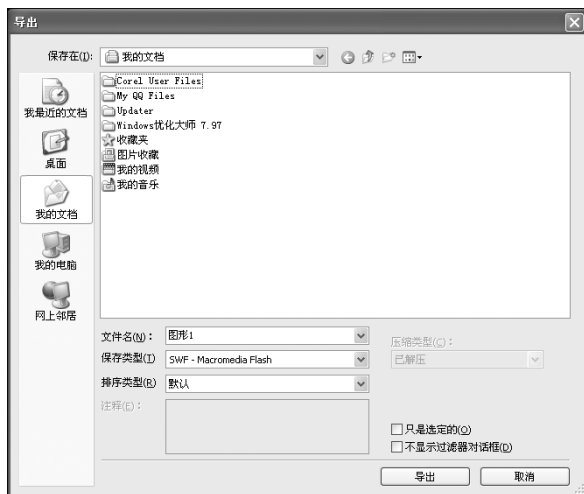 导出
保存在(I):
我的文档
我最近的文档
桌面
我的文档
我的电脑
网上邻居
Corel User Files
My QQ Files
Updater
Windows优化大师 7.97
收藏夹
图片收藏
我的视频
我的音乐
文件名(N):
图形1
保存类型(T)
SWF - Macromedia Flash
排序类型(R)
默认
注释(E):
压缩类型(C):
已解压
只是选定的(O)
不显示过滤器对话框(D)
导出
取消